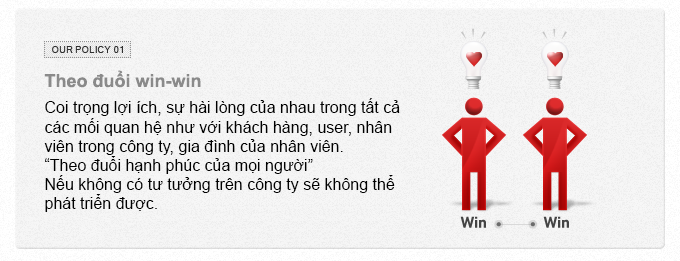 OUR POLICY 01
Theo đuổi win-win
Coi trọng lợi ích, sự hài lòng của nhau trong tất cả
các mối quan hệ như với khách hàng, user, nhân
viên trong công ty, gia đình của nhân viên.
“Theo đuổi hạnh phúc của mọi người”
Nếu không có tư tưởng trên công ty sẽ không thể
phát triển được.
Win Win